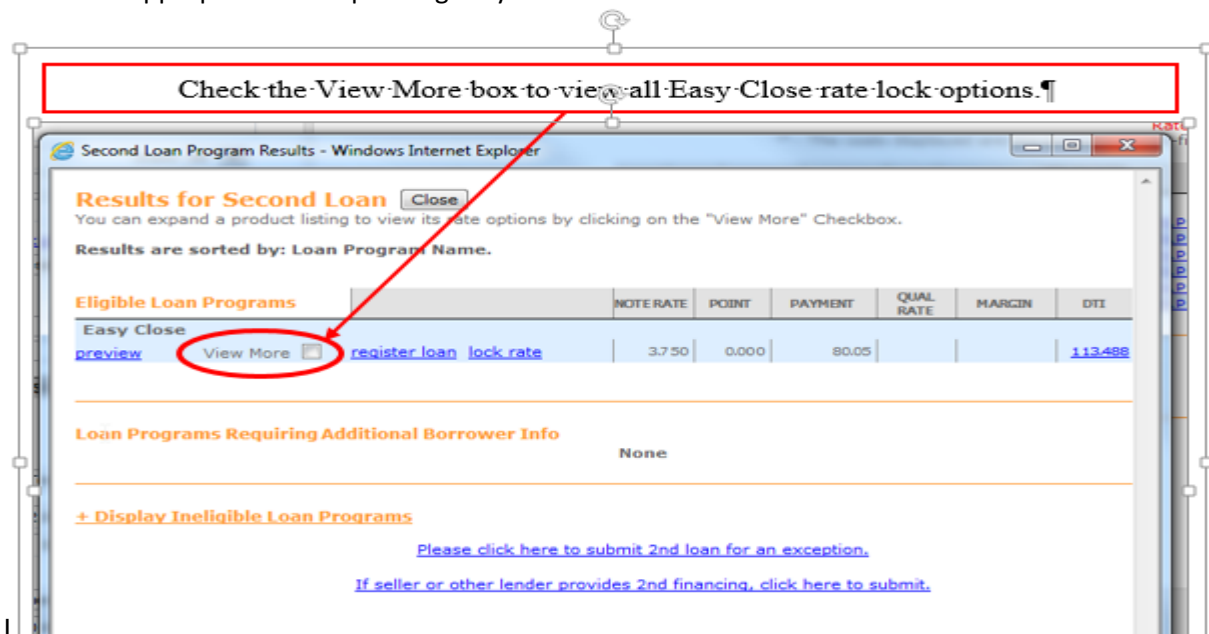 Check·the·View·More·box·to·view·all·Easy·Close·rate·lock·options.¶
Rate
Second Loan Program Results - Windows Internet Explorer
Results for Second Loan Close
You can expand a product listing to view its rate options by clicking on the "View More" Checkbox.
Results are sorted by: Loan Program Name.
Eligible Loan Programs NOTE RATE POINT PAYMENT QUAL RATE MARGIN DTI
Easy Close
preview View More register loan lock rate 3.750 0.000 80.05 113.488
Loan Programs Requiring Additional Borrower Info
None
+ Display Ineligible Loan Programs
Please click here to submit 2nd loan for an exception.
If seller or other lender provides 2nd financing, click here to submit.